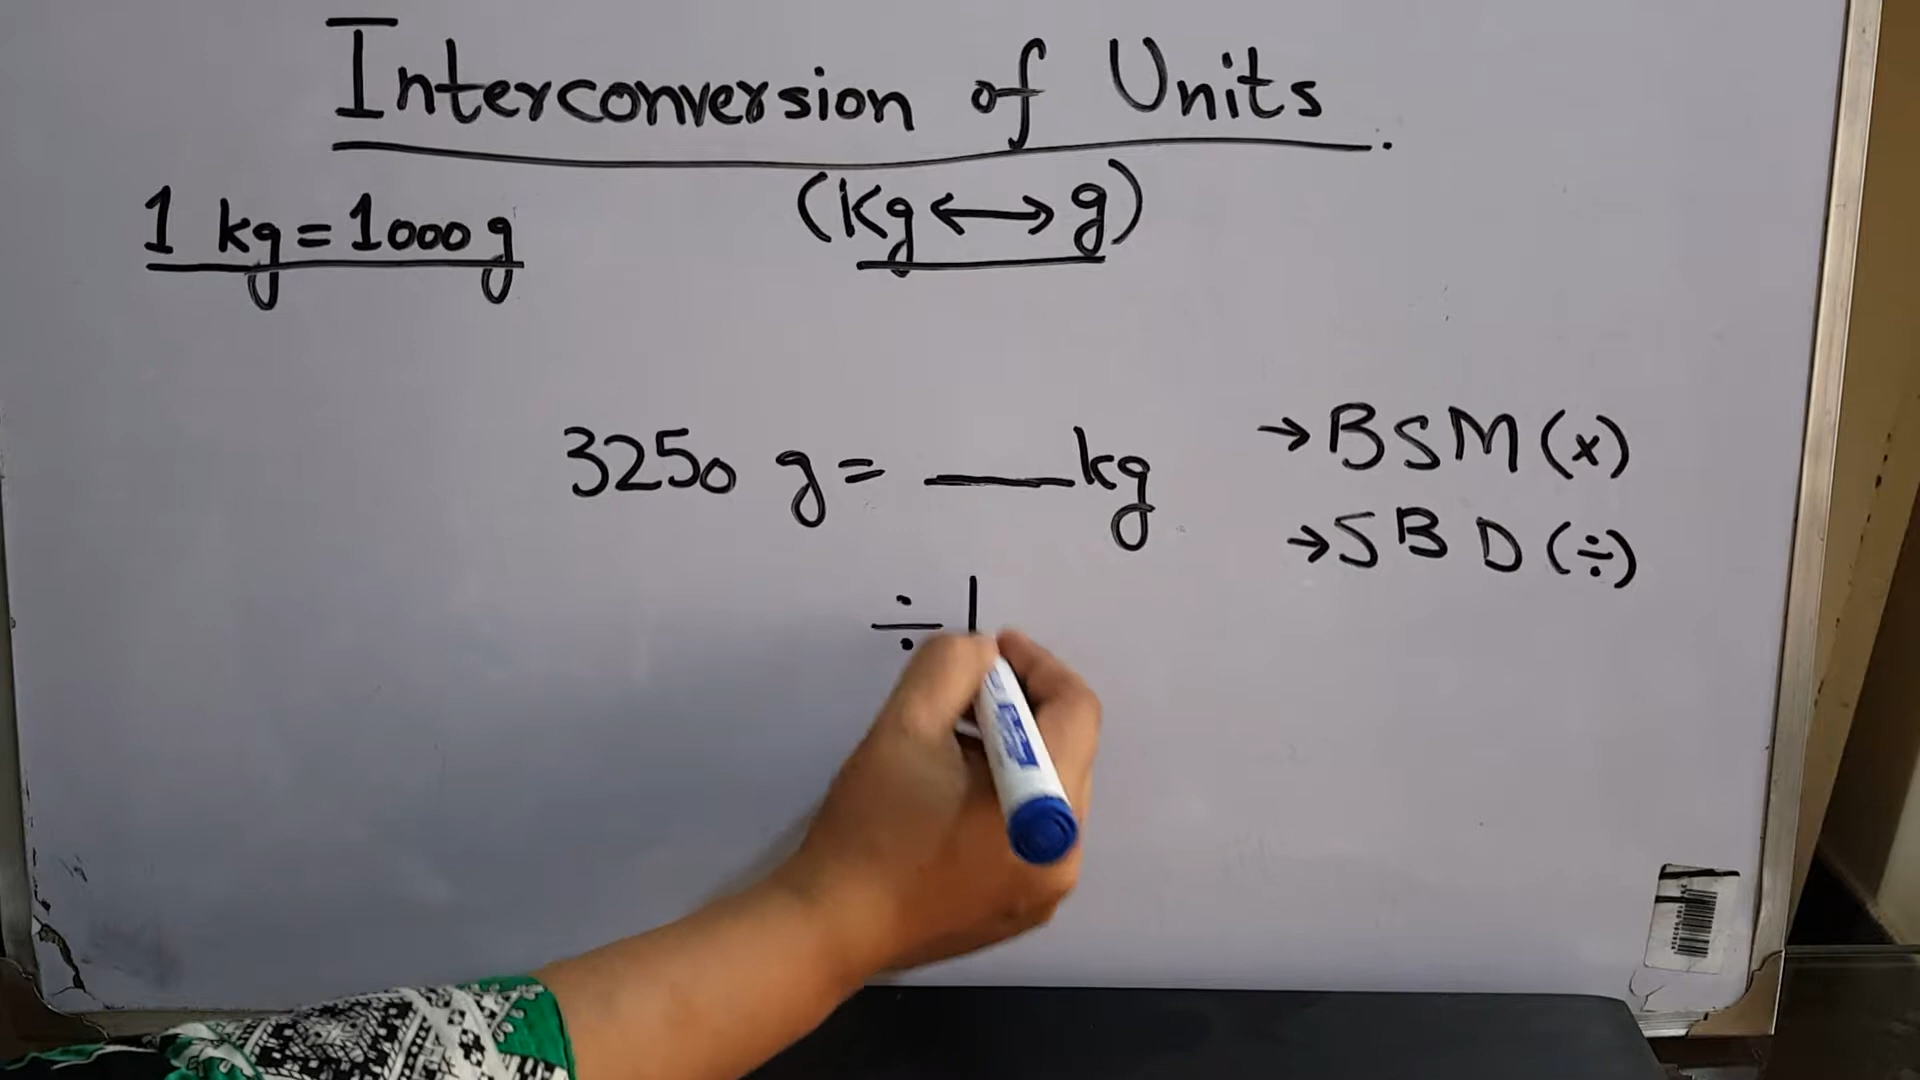 Interconversion of Units.
1 kg = 1000 g
(Kg ↔ g)
3250 g = ___ kg
→ BSM (×)
→ SBD (÷)
÷ 1